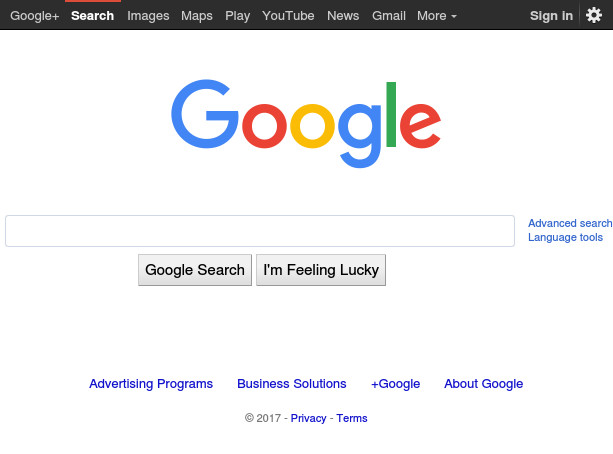 Google+ Search Images Maps Play YouTube News Gmail More Sign in
Google
Advanced search
Language tools
Google Search I'm Feeling Lucky
Advertising Programs Business Solutions +Google About Google
© 2017 - Privacy - Terms